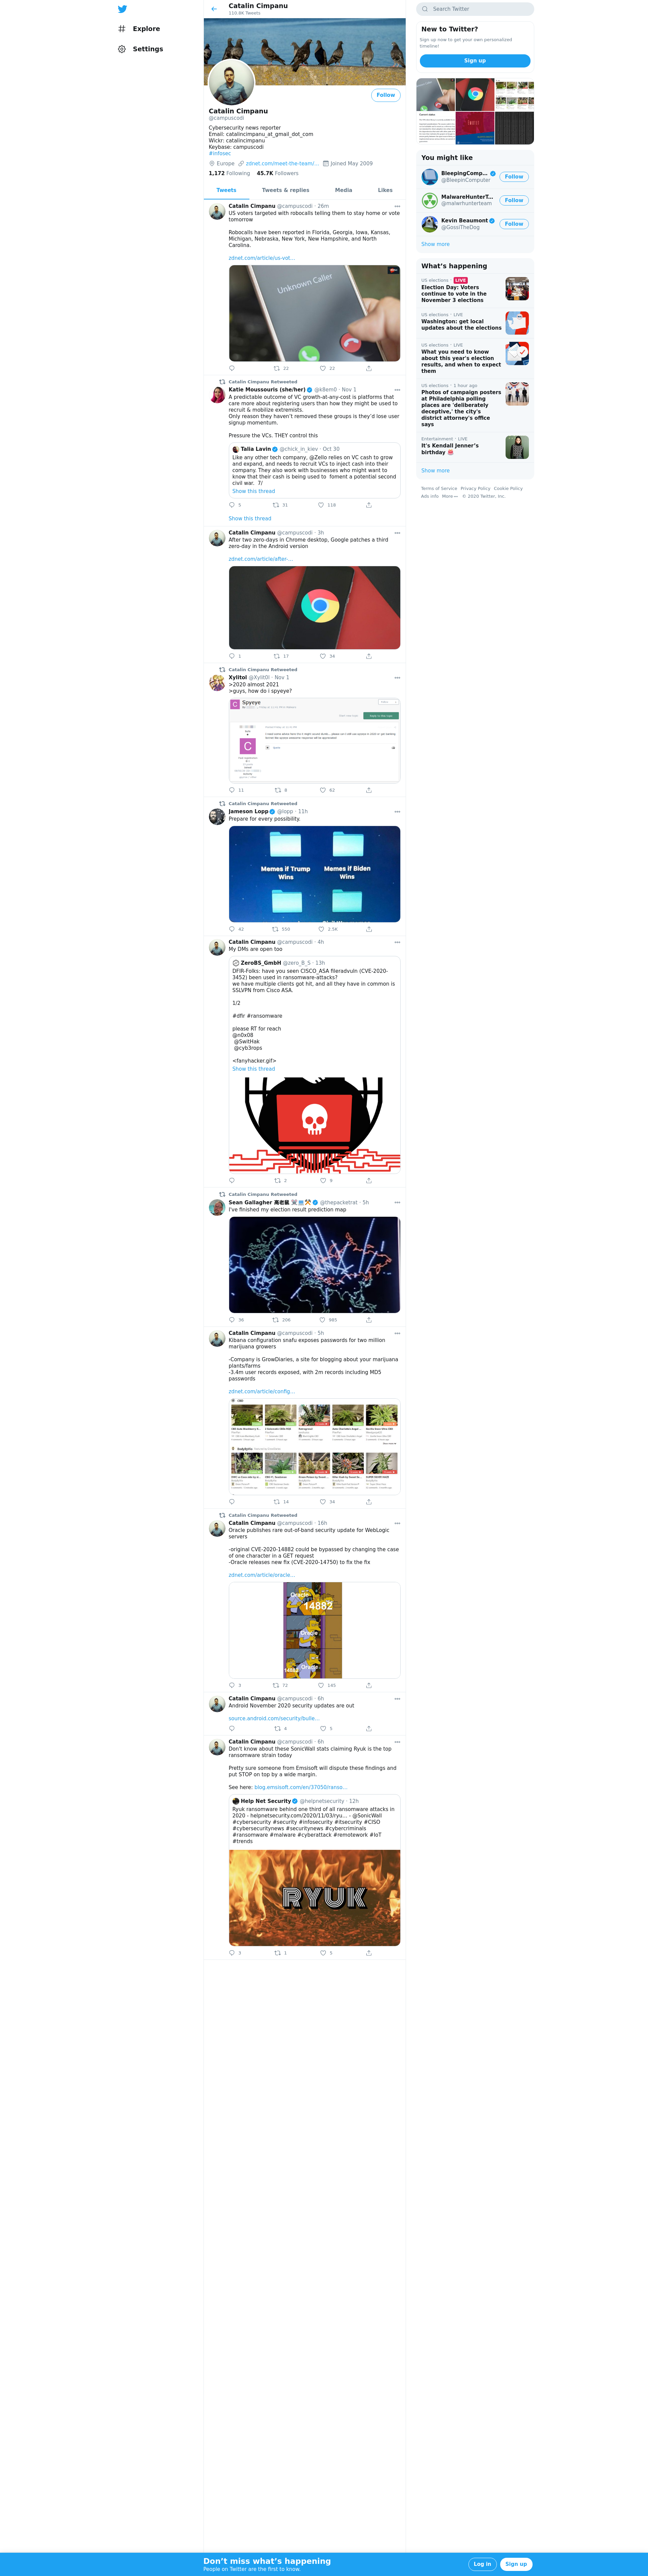 Explore
Settings
Catalin Cimpanu
110.8K Tweets
Follow
Catalin Cimpanu
@campuscodi
Cybersecurity news reporter
Email: catalincimpanu_at_gmail_dot_com
Wickr: catalincimpanu
Keybase: campuscodi
#infosec
Europe zdnet.com/meet-the-team/... Joined May 2009
1,172 Following 45.7K Followers
Tweets Tweets & replies Media Likes
Catalin Cimpanu @campuscodi · 26m
US voters targeted with robocalls telling them to stay home or vote
tomorrow
Robocalls have been reported in Florida, Georgia, Iowa, Kansas,
Michigan, Nebraska, New York, New Hampshire, and North
Carolina.
zdnet.com/article/us-vot...
Unknown Caller
22 22
Catalin Cimpanu Retweeted
Katie Moussouris (she/her) @k8em0 · Nov 1
A predictable outcome of VC growth-at-any-cost is platforms that
care more about registering users than how they might be used to
recruit & mobilize extremists.
Only reason they haven't removed these groups is they'd lose user
signup momentum.
Pressure the VCs. THEY control this
Talia Lavin @chick_in_kiev · Oct 30
Like any other tech company, @Zello relies on VC cash to grow
and expand, and needs to recruit VCs to inject cash into their
company. They also work with businesses who might want to
know that their cash is being used to foment a potential second
civil war. 7/
Show this thread
5 31 118
Show this thread
Catalin Cimpanu @campuscodi · 3h
After two zero-days in Chrome desktop, Google patches a third
zero-day in the Android version
zdnet.com/article/after-...
1 17 34
Catalin Cimpanu Retweeted
Xylitol @Xylit0l · Nov 1
>2020 almost 2021
>guys, how do i spyeye?
C Spyeye
C
11 8 62
Catalin Cimpanu Retweeted
Jameson Lopp @lopp · 11h
Prepare for every possibility.
Memes if Trump Wins
Memes if Biden Wins
42 550 2.5K
Catalin Cimpanu @campuscodi · 4h
My DMs are open too
ZeroBS_GmbH @zero_B_S · 13h
DFIR-Folks: have you seen CISCO_ASA fileradvuln (CVE-2020-
3452) been used in ransomware-attacks?
we have multiple clients got hit, and all they have in common is
SSLVPN from Cisco ASA.
1/2
#dfir #ransomware
please RT for reach
@n0x08
@SwitHak
@cyb3rops
<fanyhacker.gif>
Show this thread
2 9
Catalin Cimpanu Retweeted
Sean Gallagher @thepacketrat · 5h
I've finished my election result prediction map
36 206 985
Catalin Cimpanu @campuscodi · 5h
Kibana configuration snafu exposes passwords for two million
marijuana growers
-Company is GrowDiaries, a site for blogging about your marijuana
plants/farms
-3.4m user records exposed, with 2m records including MD5
passwords
zdnet.com/article/config...
14 34
Catalin Cimpanu Retweeted
Catalin Cimpanu @campuscodi · 16h
Oracle publishes rare out-of-band security update for WebLogic
servers
-original CVE-2020-14882 could be bypassed by changing the case
of one character in a GET request
-Oracle releases new fix (CVE-2020-14750) to fix the fix
zdnet.com/article/oracle...
Oracle
14882
Oracle
14882 Oracle
3 72 145
Catalin Cimpanu @campuscodi · 6h
Android November 2020 security updates are out
source.android.com/security/bulle...
4 5
Catalin Cimpanu @campuscodi · 6h
Don't know about these SonicWall stats claiming Ryuk is the top
ransomware strain today
Pretty sure someone from Emsisoft will dispute these findings and
put STOP on top by a wide margin.
See here: blog.emsisoft.com/en/37050/ranso...
Help Net Security @helpnetsecurity · 12h
Ryuk ransomware behind one third of all ransomware attacks in
2020 - helpnetsecurity.com/2020/11/03/ryu... - @SonicWall
#cybersecurity #security #infosecurity #itsecurity #CISO
#cybersecuritynews #securitynews #cybercriminals
#ransomware #malware #cyberattack #remotework #IoT
#trends
RYUK
3 1 5
Search Twitter
New to Twitter?
Sign up now to get your own personalized
timeline!
Sign up
You might like
BleepingComp...
@BleepinComputer
Follow
MalwareHunterT...
@malwrhunterteam
Follow
Kevin Beaumont
@GossiTheDog
Follow
Show more
What's happening
US elections · LIVE
Election Day: Voters
continue to vote in the
November 3 elections
US elections · LIVE
Washington: get local
updates about the elections
US elections · LIVE
What you need to know
about this year's election
results, and when to expect
them
US elections · 1 hour ago
Photos of campaign posters
at Philadelphia polling
places are 'deliberately
deceptive,' the city's
district attorney's office
says
Entertainment · LIVE
It's Kendall Jenner's
birthday
Show more
Terms of Service Privacy Policy Cookie Policy
Ads info More © 2020 Twitter, Inc.
Don't miss what's happening
People on Twitter are the first to know.
Log in Sign up